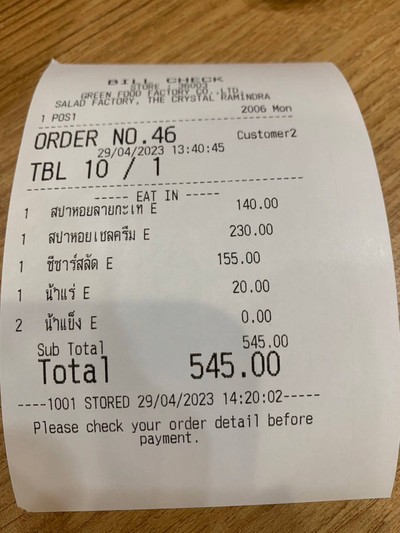 BILL CHECK
STORE : 36003
GREEN FOOD FACTORY CO.,LTD
SALAD FACTORY, THE CRYSTAL RAMINDRA
1 POS1 2006 Mon
ORDER NO.46 Customer2
29/04/2023 13:40:45
TBL 10 / 1
----- EAT IN -----
1 สปาหอยลายกะเท E 140.00
1 สปาหอยเชลครีม E 230.00
1 ซีซาร์สลัด E 155.00
1 น้ำแร่ E 20.00
2 น้ำแข็ง E 0.00
Sub Total 545.00
Total 545.00
----1001 STORED 29/04/2023 14:20:02-----
Please check your order detail before
payment.